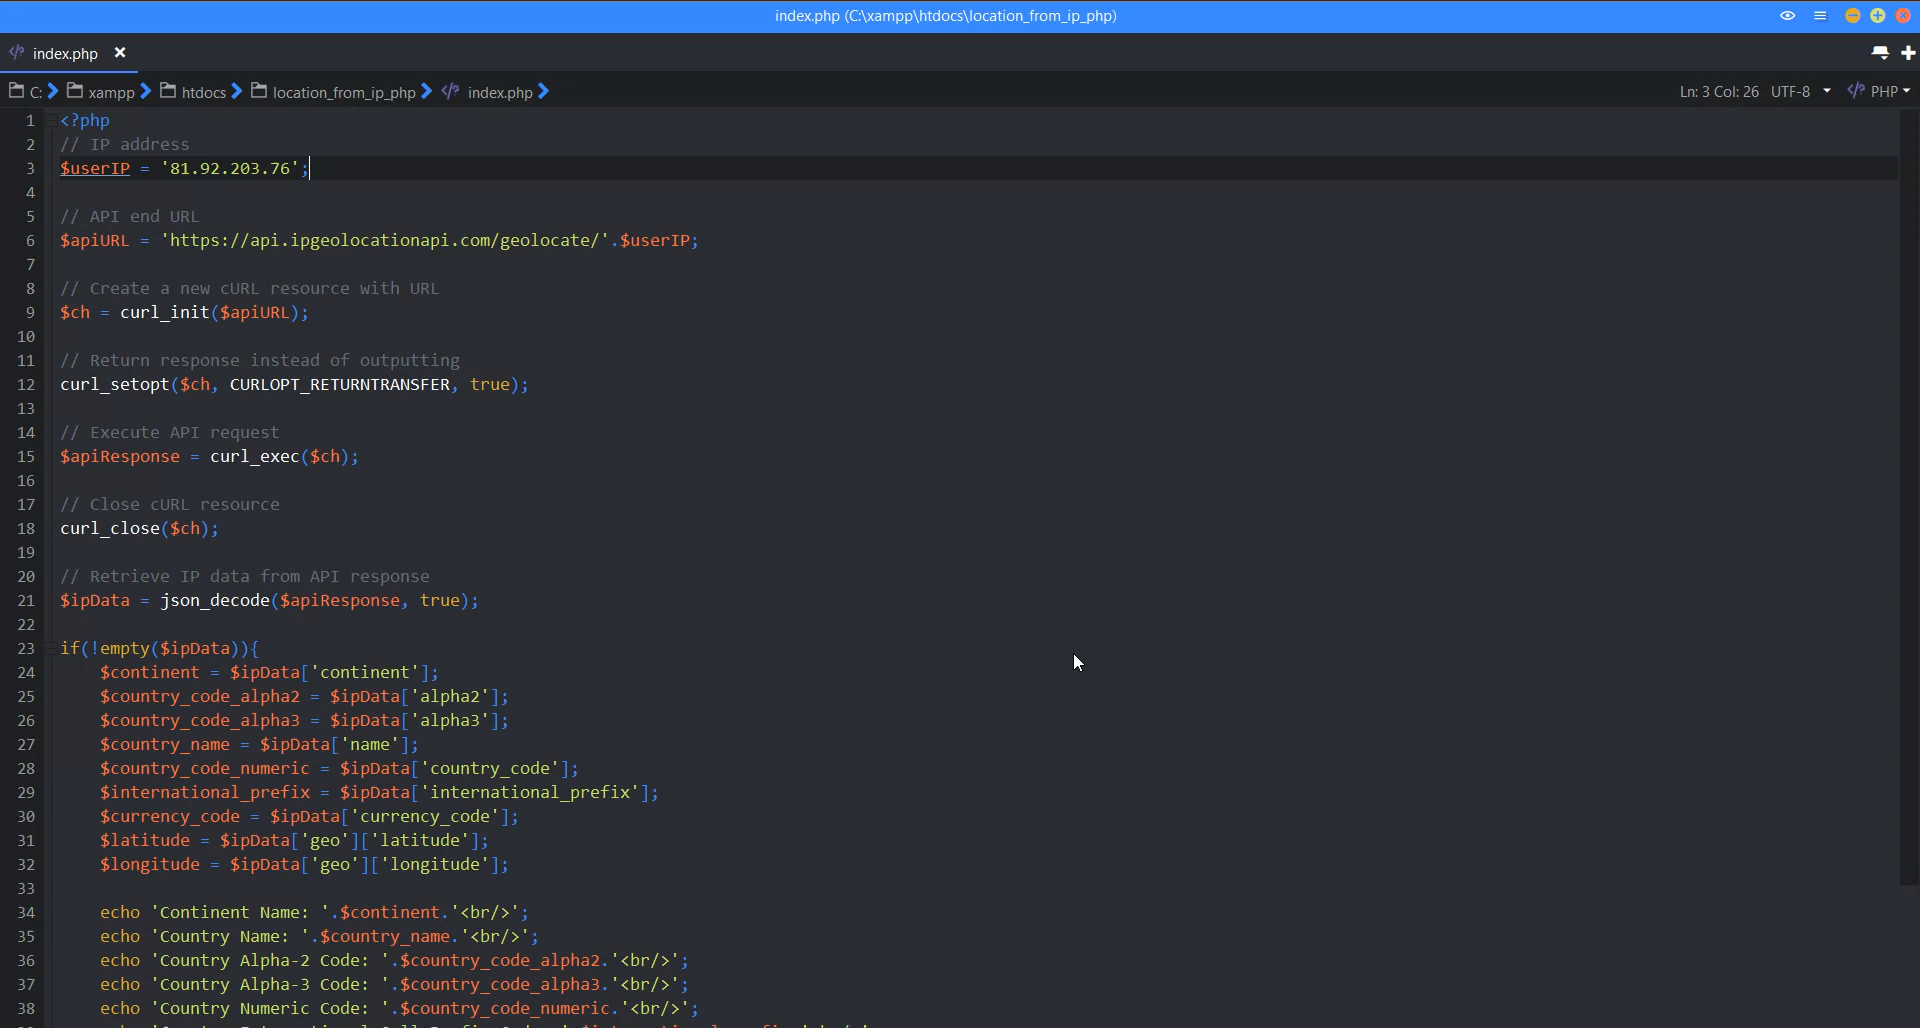 index.php (C:\xampp\htdocs\location_from_ip_php)
index.php
C: xampp htdocs location_from_ip_php index.php Ln: 3 Col: 26 UTF-8 PHP
1 <?php
2 // IP address
3 $userIP = '81.92.203.76';
4
5 // API end URL
6 $apiURL = 'https://api.ipgeolocationapi.com/geolocate/'.$userIP;
7
8 // Create a new cURL resource with URL
9 $ch = curl_init($apiURL);
10
11 // Return response instead of outputting
12 curl_setopt($ch, CURLOPT_RETURNTRANSFER, true);
13
14 // Execute API request
15 $apiResponse = curl_exec($ch);
16
17 // Close cURL resource
18 curl_close($ch);
19
20 // Retrieve IP data from API response
21 $ipData = json_decode($apiResponse, true);
22
23 if(!empty($ipData)){
24 $continent = $ipData['continent'];
25 $country_code_alpha2 = $ipData['alpha2'];
26 $country_code_alpha3 = $ipData['alpha3'];
27 $country_name = $ipData['name'];
28 $country_code_numeric = $ipData['country_code'];
29 $international_prefix = $ipData['international_prefix'];
30 $currency_code = $ipData['currency_code'];
31 $latitude = $ipData['geo']['latitude'];
32 $longitude = $ipData['geo']['longitude'];
33
34 echo 'Continent Name: '.$continent.'<br/>';
35 echo 'Country Name: '.$country_name.'<br/>';
36 echo 'Country Alpha-2 Code: '.$country_code_alpha2.'<br/>';
37 echo 'Country Alpha-3 Code: '.$country_code_alpha3.'<br/>';
38 echo 'Country Numeric Code: '.$country_code_numeric.'<br/>';